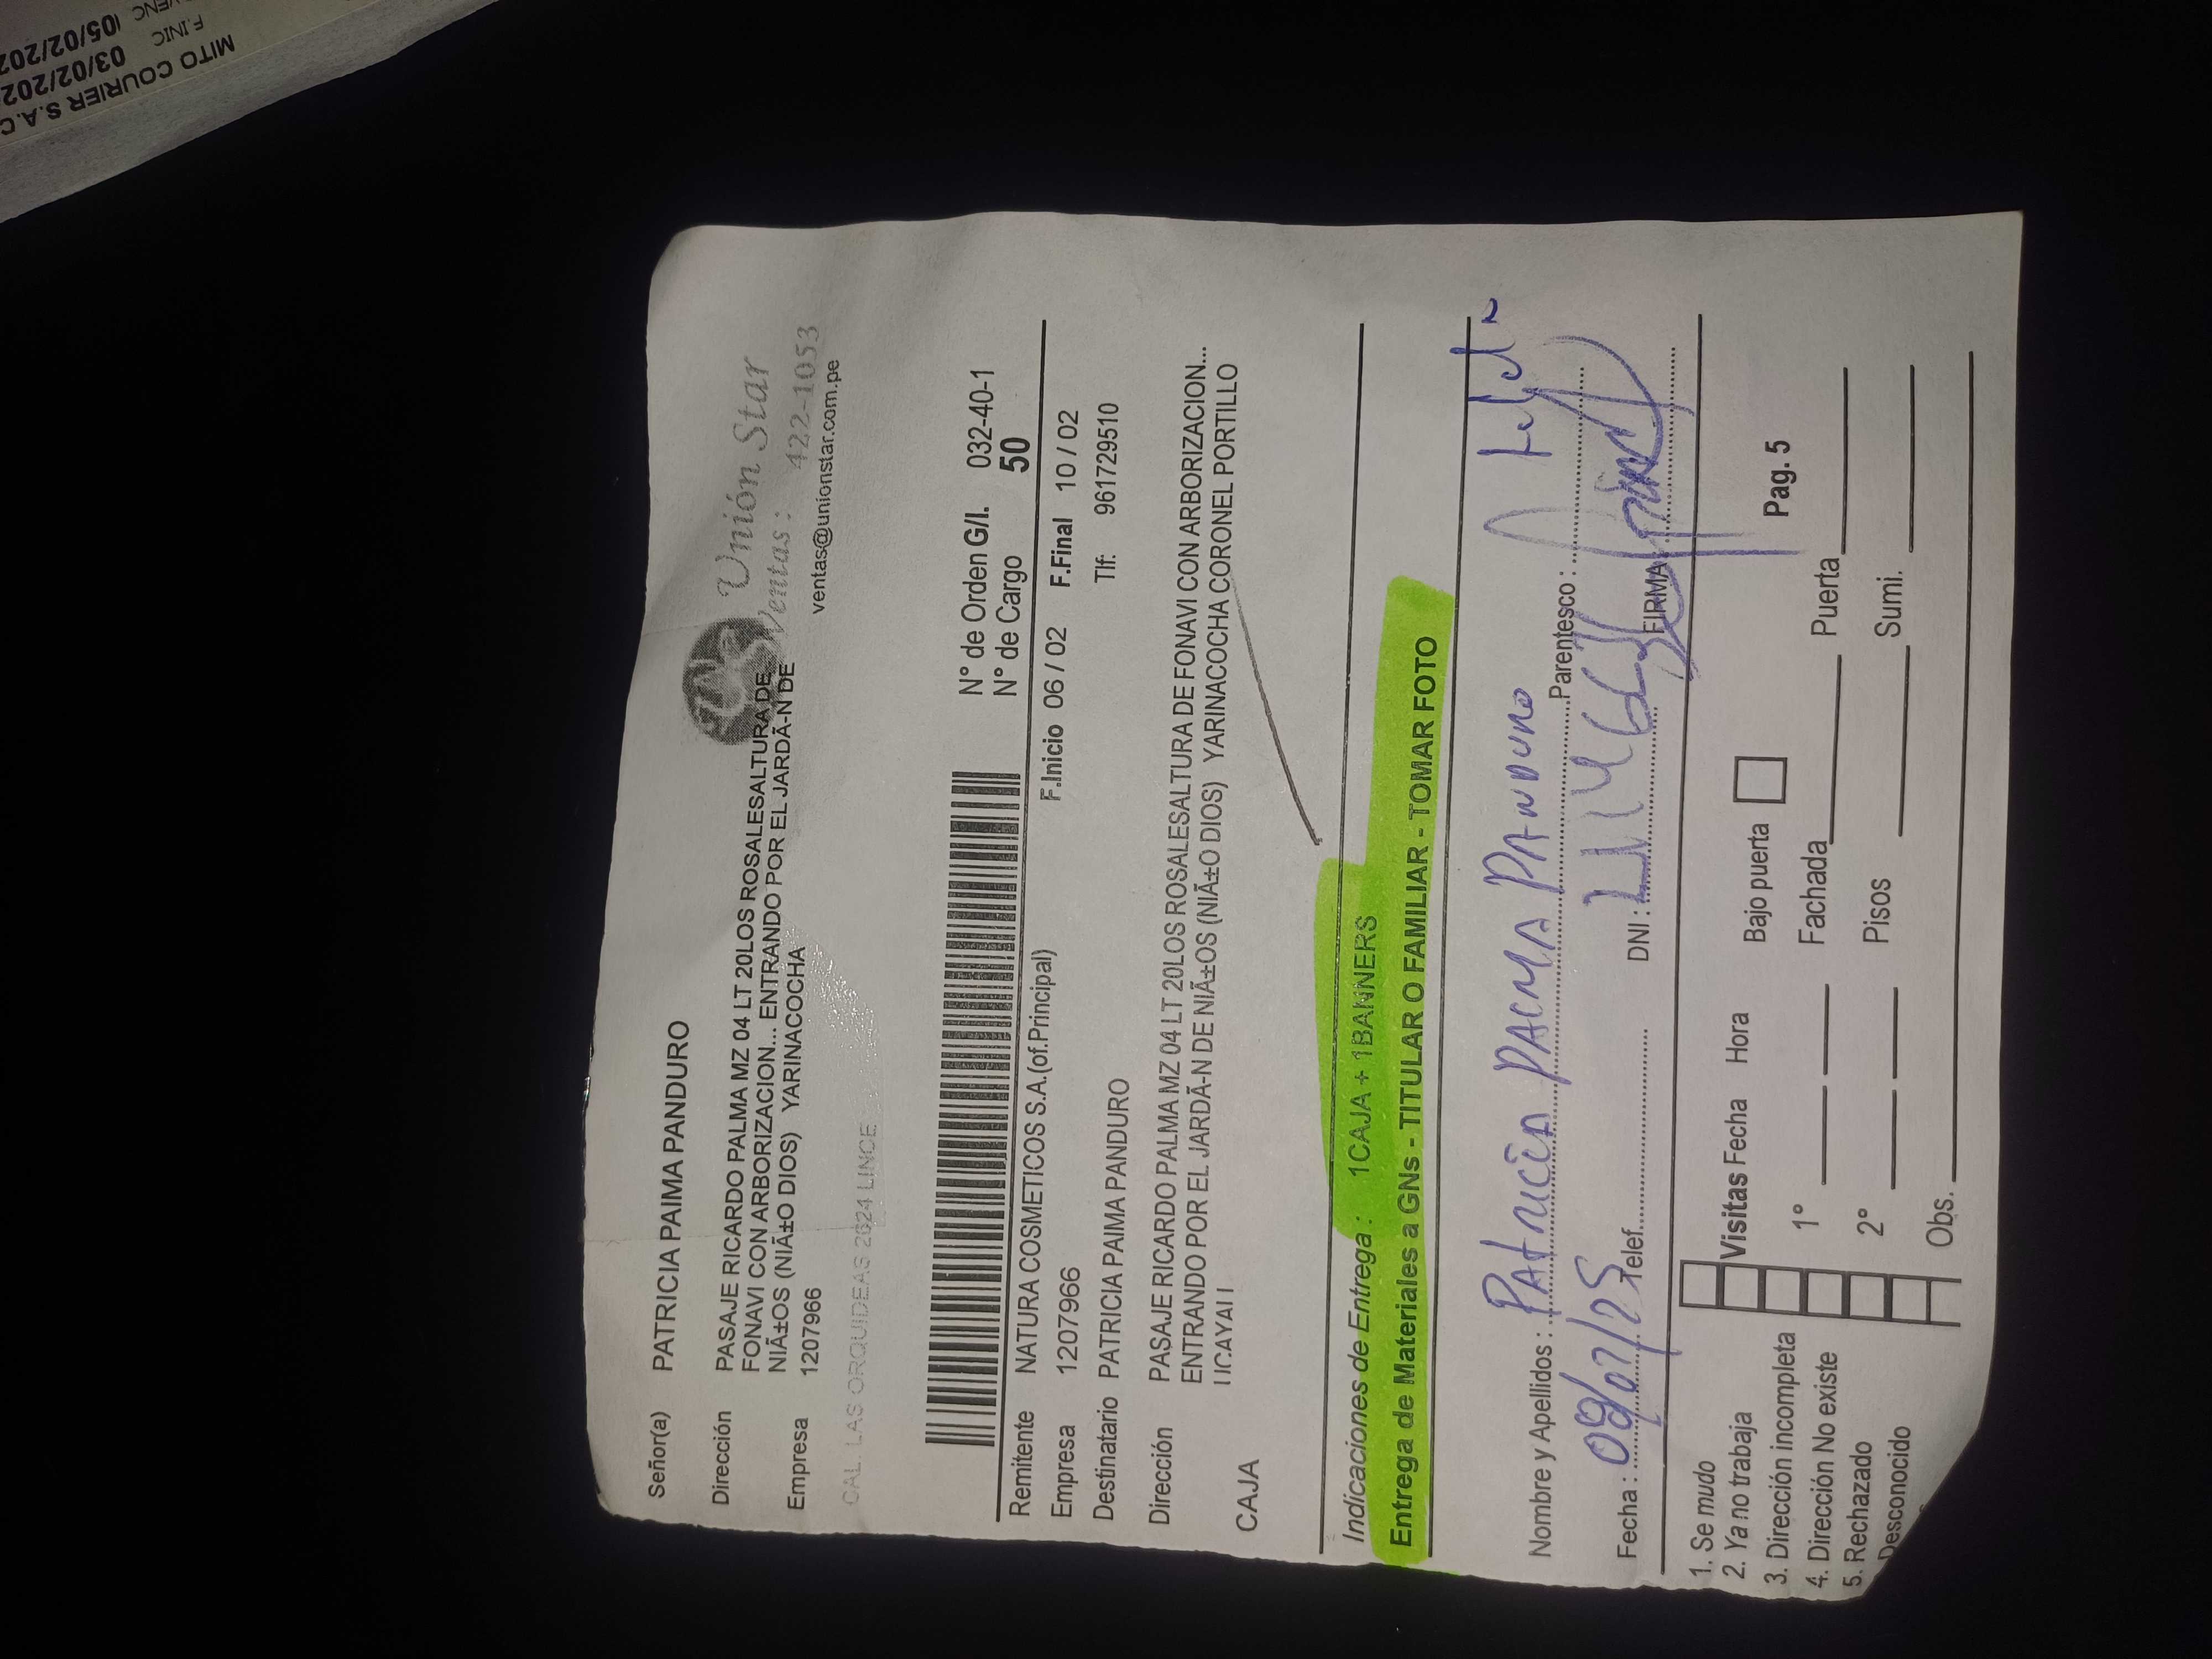 MITO COURIER S.A.C
F.INIC 03/02/202
05/02/202
Unión Star
Ventas: 422-1053
ventas@unionstar.com.pe
Señor(a) PATRICIA PAIMA PANDURO
Dirección PASAJE RICARDO PALMA MZ 04 LT 20LOS ROSALESALTURA DE
FONAVI CON ARBORIZACION... ENTRANDO POR EL JARDÃ-N DE
NIÃ±OS (NIÃ±O DIOS) YARINACOCHA
Empresa 1207966
CAL. LAS ORQUIDEAS 2624 LINCE
N° de Orden G/I. 032-40-1
N° de Cargo 50
Remitente NATURA COSMETICOS S.A.(of.Principal)
F.Inicio 06 / 02 F.Final 10 / 02
Empresa 1207966
Tlf: 961729510
Destinatario PATRICIA PAIMA PANDURO
Dirección PASAJE RICARDO PALMA MZ 04 LT 20LOS ROSALESALTURA DE FONAVI CON ARBORIZACION...
ENTRANDO POR EL JARDÃ-N DE NIÃ±OS (NIÃ±O DIOS) YARINACOCHA CORONEL PORTILLO
UCAYALI
CAJA
Indicaciones de Entrega : 1CAJA + 1BANNERS
Entrega de Materiales a GNs - TITULAR O FAMILIAR - TOMAR FOTO
Nombre y Apellidos : Patricia Paima Panduro
Parentesco :
Fecha : Telef. DNI : FIRMA
1. Se mudo
2. Ya no trabaja
3. Dirección incompleta
4. Dirección No existe
5. Rechazado
Desconocido
Visitas Fecha Hora Bajo puerta Pag. 5
1° Fachada Puerta
2° Pisos Sumi.
Obs.